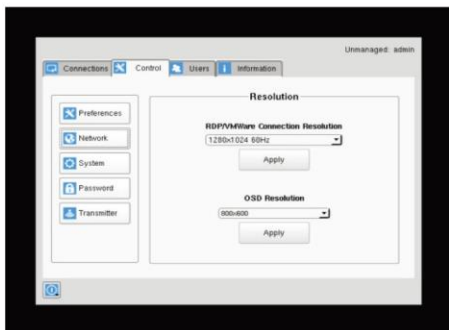 Unmanaged: admin
Connections
Control
Users
Information
Preferences
Network
System
Password
Transmitter
Resolution
RDP/VMWare Connection Resolution
1280x1024 60Hz
Apply
OSD Resolution
800x600
Apply